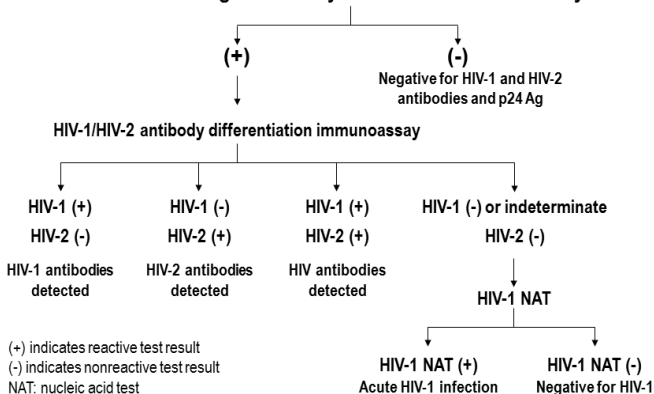 (+) (-)
Negative for HIV-1 and HIV-2
antibodies and p24 Ag
HIV-1/HIV-2 antibody differentiation immunoassay
HIV-1 (+) HIV-1 (-) HIV-1 (+) HIV-1 (-) or indeterminate
HIV-2 (-) HIV-2 (+) HIV-2 (+) HIV-2 (-)
HIV-1 antibodies HIV-2 antibodies HIV antibodies
detected detected detected
HIV-1 NAT
(+) indicates reactive test result
(-) indicates nonreactive test result
NAT: nucleic acid test
HIV-1 NAT (+) HIV-1 NAT (-)
Acute HIV-1 infection Negative for HIV-1